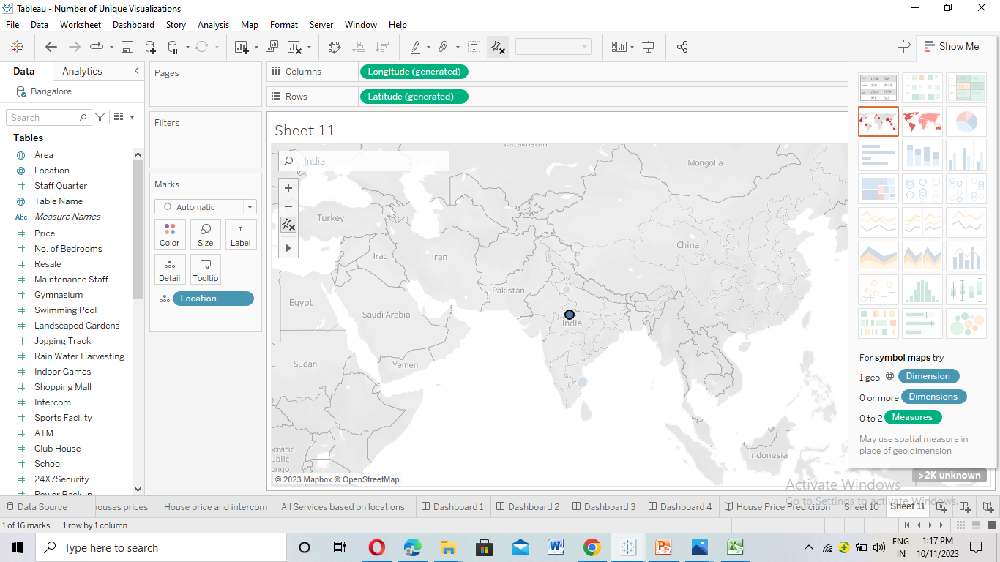 Tableau - Number of Unique Visualizations
File Data Worksheet Dashboard Story Analysis Map Format Server Window Help
Show Me
Data Analytics
Bangalore
Search
Tables
Area
Location
Staff Quarter
Table Name
Abc Measure Names
Price
No. of Bedrooms
Resale
Maintenance Staff
Gymnasium
Swimming Pool
Landscaped Gardens
Jogging Track
Rain Water Harvesting
Indoor Games
Shopping Mall
Intercom
Sports Facility
ATM
Club House
School
24X7Security
Power Backup
Pages
Filters
Marks
Automatic
Color Size Label
Detail Tooltip
Location
Columns Longitude (generated)
Rows Latitude (generated)
Sheet 11
India
Kazakhstan
Mongolia
Turkey
China
Iraq
Iran
Pakistan
Egypt
Saudi Arabia
India
Sudan
Yemen
ocratic
ublic
ongo
Indonesia
© 2023 Mapbox © OpenStreetMap
For symbol maps try
1 geo Dimension
0 or more Dimensions
0 to 2 Measures
May use spatial measure in
place of geo dimension
>2K unknown
Activate Windows
Go to Settings to activate Windows.
Data Source houses prices House price and intercom All Services based on locations Dashboard 1 Dashboard 2 Dashboard 3 Dashboard 4 House Price Predicition Sheet 10 Sheet 11
1 of 16 marks 1 row by 1 column
Type here to search
ENG
IN
1:17 PM
10/11/2023